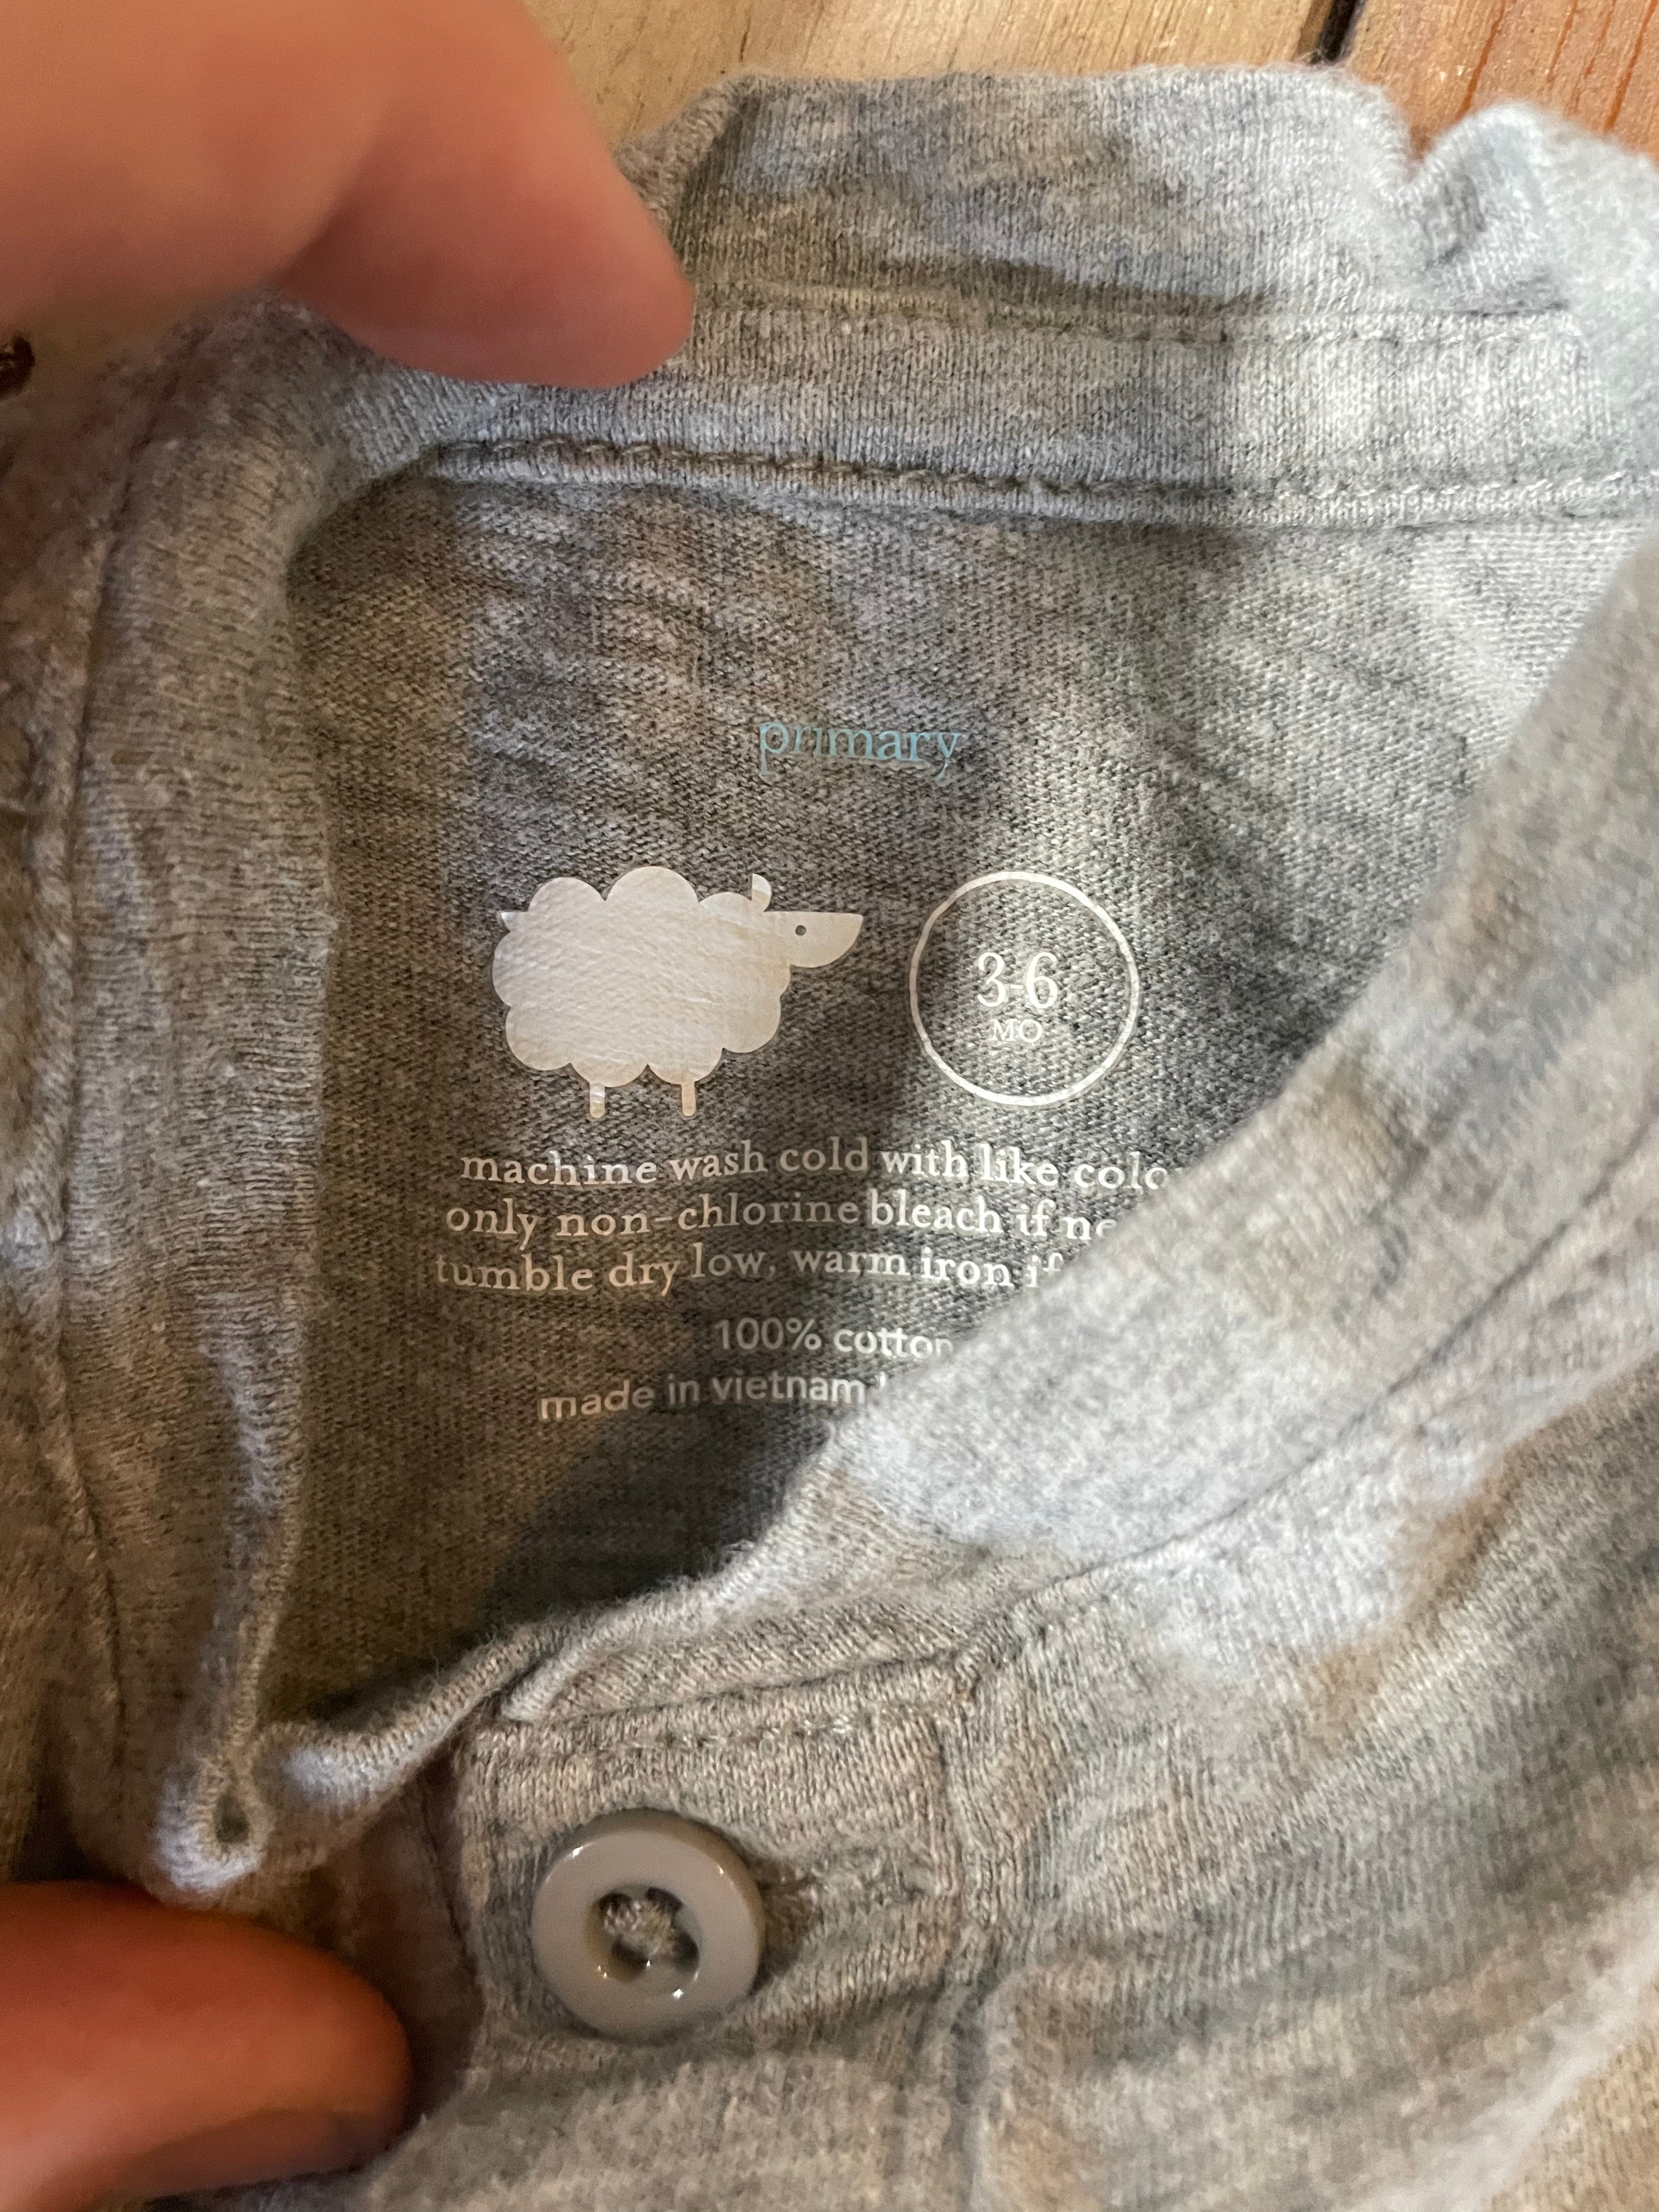 primary
3-6
MO
machine wash cold with like
only non-chlorine bleach if
tumble dry low, warm iron if
100% cotton
made in vietnam